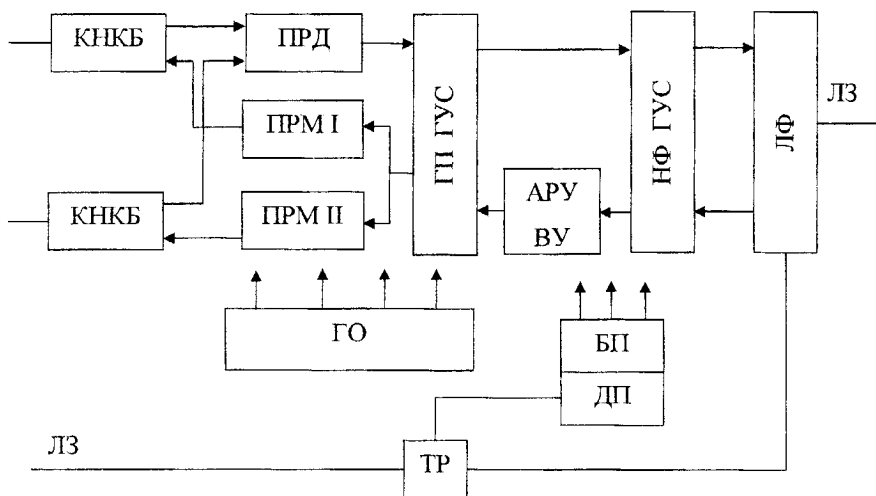 КНКБ
ПРД
ПРМ I
КНКБ
ПРМ II
ГП ГУС
АРУ
ВУ
НФ ГУС
ЛФ
ЛЗ
ГО
БП
ДП
ЛЗ
ТР